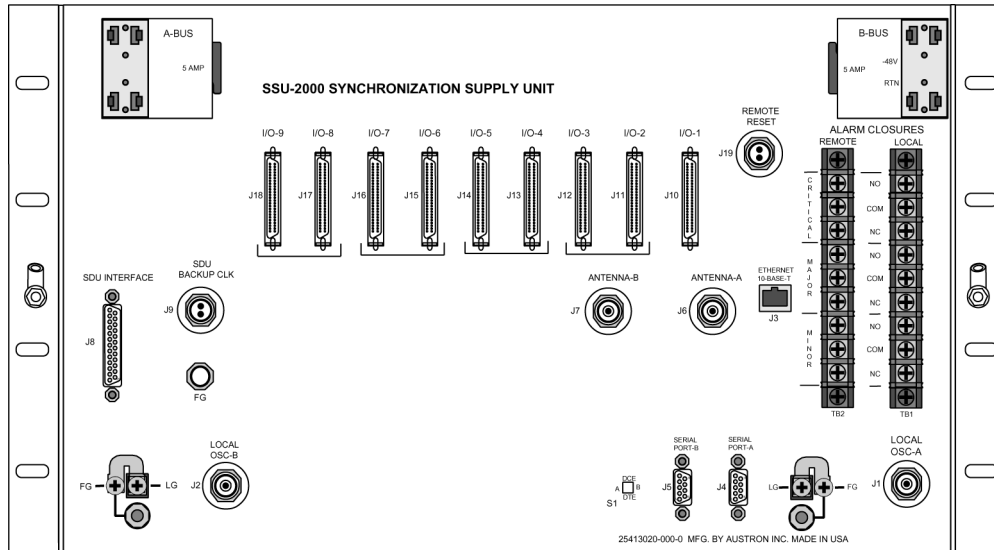 A-BUS
5 AMP
B-BUS
-48V
5 AMP
RTN
SSU-2000 SYNCHRONIZATION SUPPLY UNIT
REMOTE
RESET
J19
ALARM CLOSURES
REMOTE LOCAL
I/O-9 I/O-8 I/O-7 I/O-6 I/O-5 I/O-4 I/O-3 I/O-2 I/O-1
J18 J17 J16 J15 J14 J13 J12 J11 J10
CRITICAL
NO
COM
NC
MAJOR
NO
COM
NC
MINOR
NO
COM
NC
TB2 TB1
SDU INTERFACE
J8
SDU
BACKUP CLK
J9
FG
ANTENNA-B
J7
ANTENNA-A
J6
ETHERNET
10-BASE-T
J3
FG LG
LOCAL
OSC-B
J2
DCE
A B
DTE
S1
SERIAL
PORT-B
J5
SERIAL
PORT-A
J4
LG FG
LOCAL
OSC-A
J1
25413020-000-0 MFG. BY AUSTRON INC. MADE IN USA